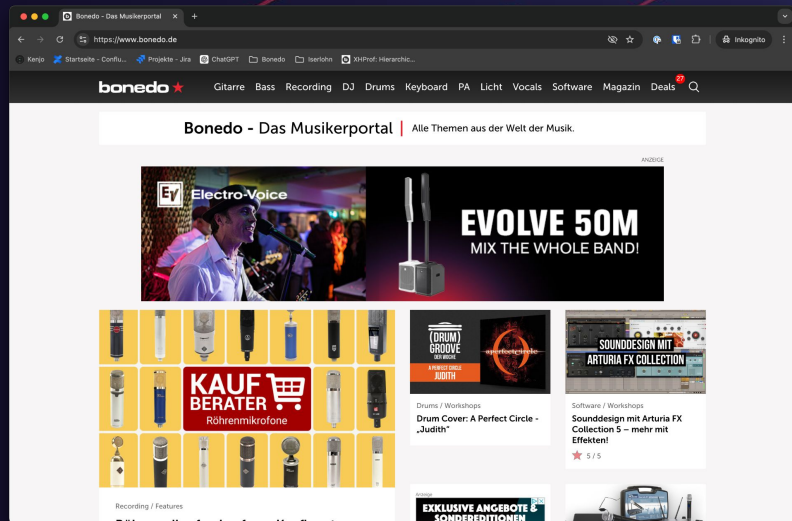 Bonedo - Das Musikerportal
https://www.bonedo.de
Inkognito
Kenjo
Startseite - Conflu...
Projekte - Jira
ChatGPT
Bonedo
Iserlohn
XHProf: Hierarchic...
bonedo
Gitarre Bass Recording DJ Drums Keyboard PA Licht Vocals Software Magazin Deals 27
Bonedo - Das Musikerportal | Alle Themen aus der Welt der Musik.
ANZEIGE
EV Electro-Voice
EVOLVE 50M
MIX THE WHOLE BAND!
KAUF
BERATER
Röhrenmikrofone
Recording / Features
(DRUM)
GROOVE
DER WOCHE
A PERFECT CIRCLE
JUDITH
aperfectcircle
Drums / Workshops
Drum Cover: A Perfect Circle -
„Judith“
SOUNDDESIGN MIT
ARTURIA FX COLLECTION
Software / Workshops
Sounddesign mit Arturia FX
Collection 5 – mehr mit
Effekten!
5 / 5
Anzeige
EXKLUSIVE ANGEBOTE &
SONDEREDITIONEN